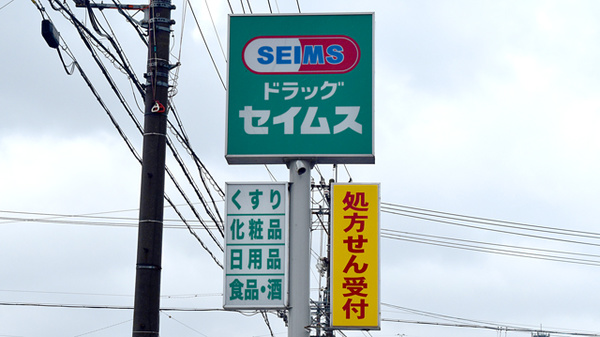 SEIMS
ドラッグ
セイムス
くすり
化粧品
日用品
食品・酒
処方せん受付